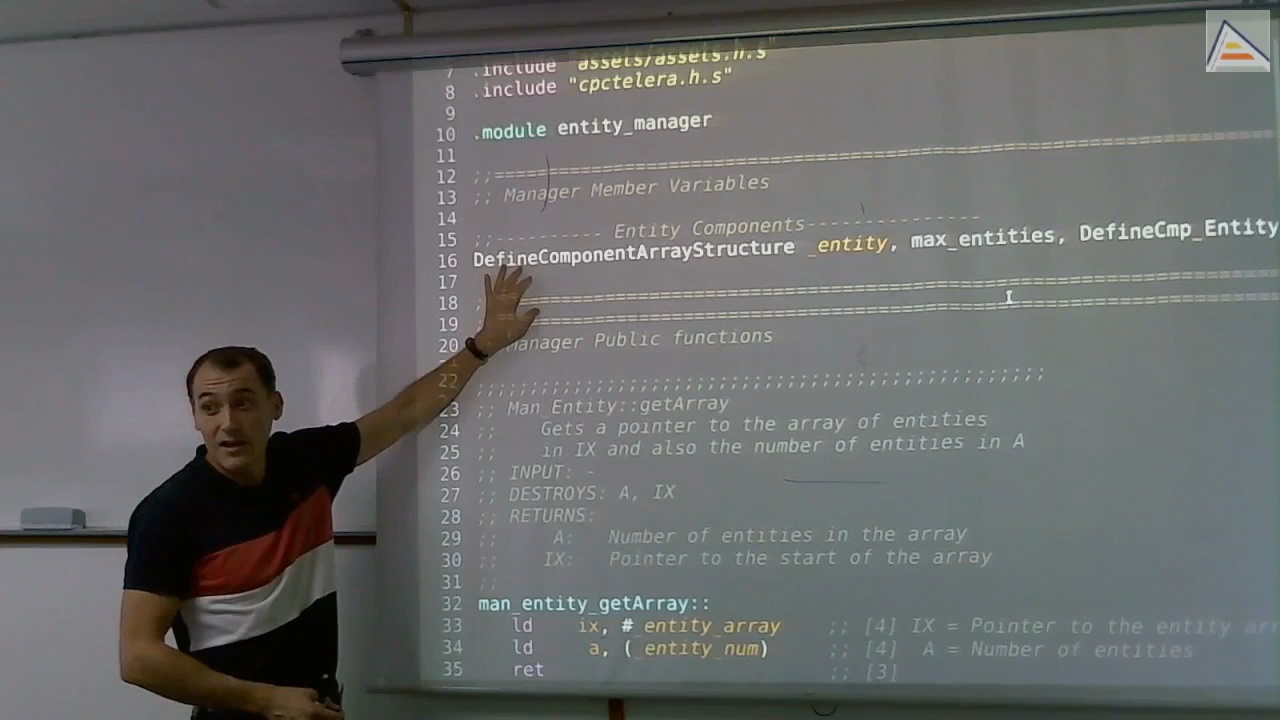 7 .include "assets/assets.h.s"
8 .include "cpctelera.h.s"
9
10 .module entity_manager
11
12 ;;=====================================================================
13 ;; Manager Member Variables
14
15 ;;---------- Entity Components---------------
16 DefineComponentArrayStructure _entity, max_entities, DefineCmp_Entity
17
18 =====================================================================
19 =====================================================================
20 Manager Public functions
22 ;;;;;;;;;;;;;;;;;;;;;;;;;;;;;;;;;;;;;;;;;;;;;;;;;;
23 ;; Man_Entity::getArray
24 ;; Gets a pointer to the array of entities
25 ;; in IX and also the number of entities in A
26 ;; INPUT: -
27 ;; DESTROYS: A, IX
28 ;; RETURNS:
29 ;; A: Number of entities in the array
30 ;; IX: Pointer to the start of the array
31 ;;
32 man_entity_getArray::
33 ld ix, #_entity_array ;; [4] IX = Pointer to the entity arr
34 ld a, (_entity_num) ;; [4] A = Number of entities
35 ret ;; [3]